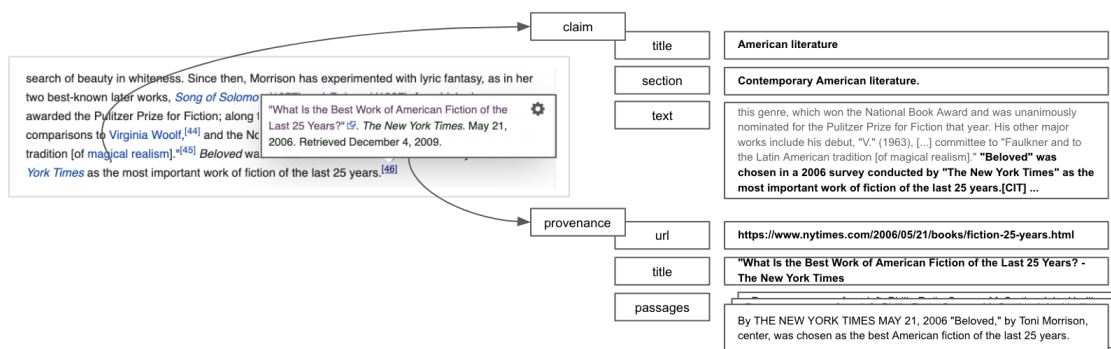 claim
title
American literature
section
Contemporary American literature.
text
this genre, which won the National Book Award and was unanimously
nominated for the Pulitzer Prize for Fiction that year. His other major
works include his debut, "V." (1963), [...] committee to "Faulkner and to
the Latin American tradition [of magical realism]." "Beloved" was
chosen in a 2006 survey conducted by "The New York Times" as the
most important work of fiction of the last 25 years.[CIT] ...
search of beauty in whiteness. Since then, Morrison has experimented with lyric fantasy, as in her
two best-known later works, Song of Solomo
awarded the Pulitzer Prize for Fiction; along
comparisons to Virginia Woolf,[44] and the No
tradition [of magical realism]."[45] Beloved wa
York Times as the most important work of fiction of the last 25 years.[46]
"What Is the Best Work of American Fiction of the
Last 25 Years?". The New York Times. May 21,
2006. Retrieved December 4, 2009.
provenance
url
https://www.nytimes.com/2006/05/21/books/fiction-25-years.html
title
"What Is the Best Work of American Fiction of the Last 25 Years? -
The New York Times
passages
By THE NEW YORK TIMES MAY 21, 2006 "Beloved," by Toni Morrison,
center, was chosen as the best American fiction of the last 25 years.